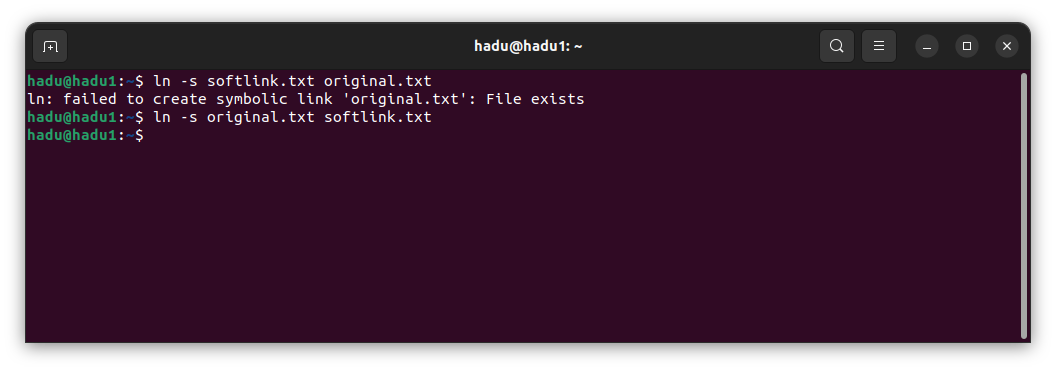 hadu@hadu1: ~
hadu@hadu1:~$ ln -s softlink.txt original.txt
ln: failed to create symbolic link 'original.txt': File exists
hadu@hadu1:~$ ln -s original.txt softlink.txt
hadu@hadu1:~$